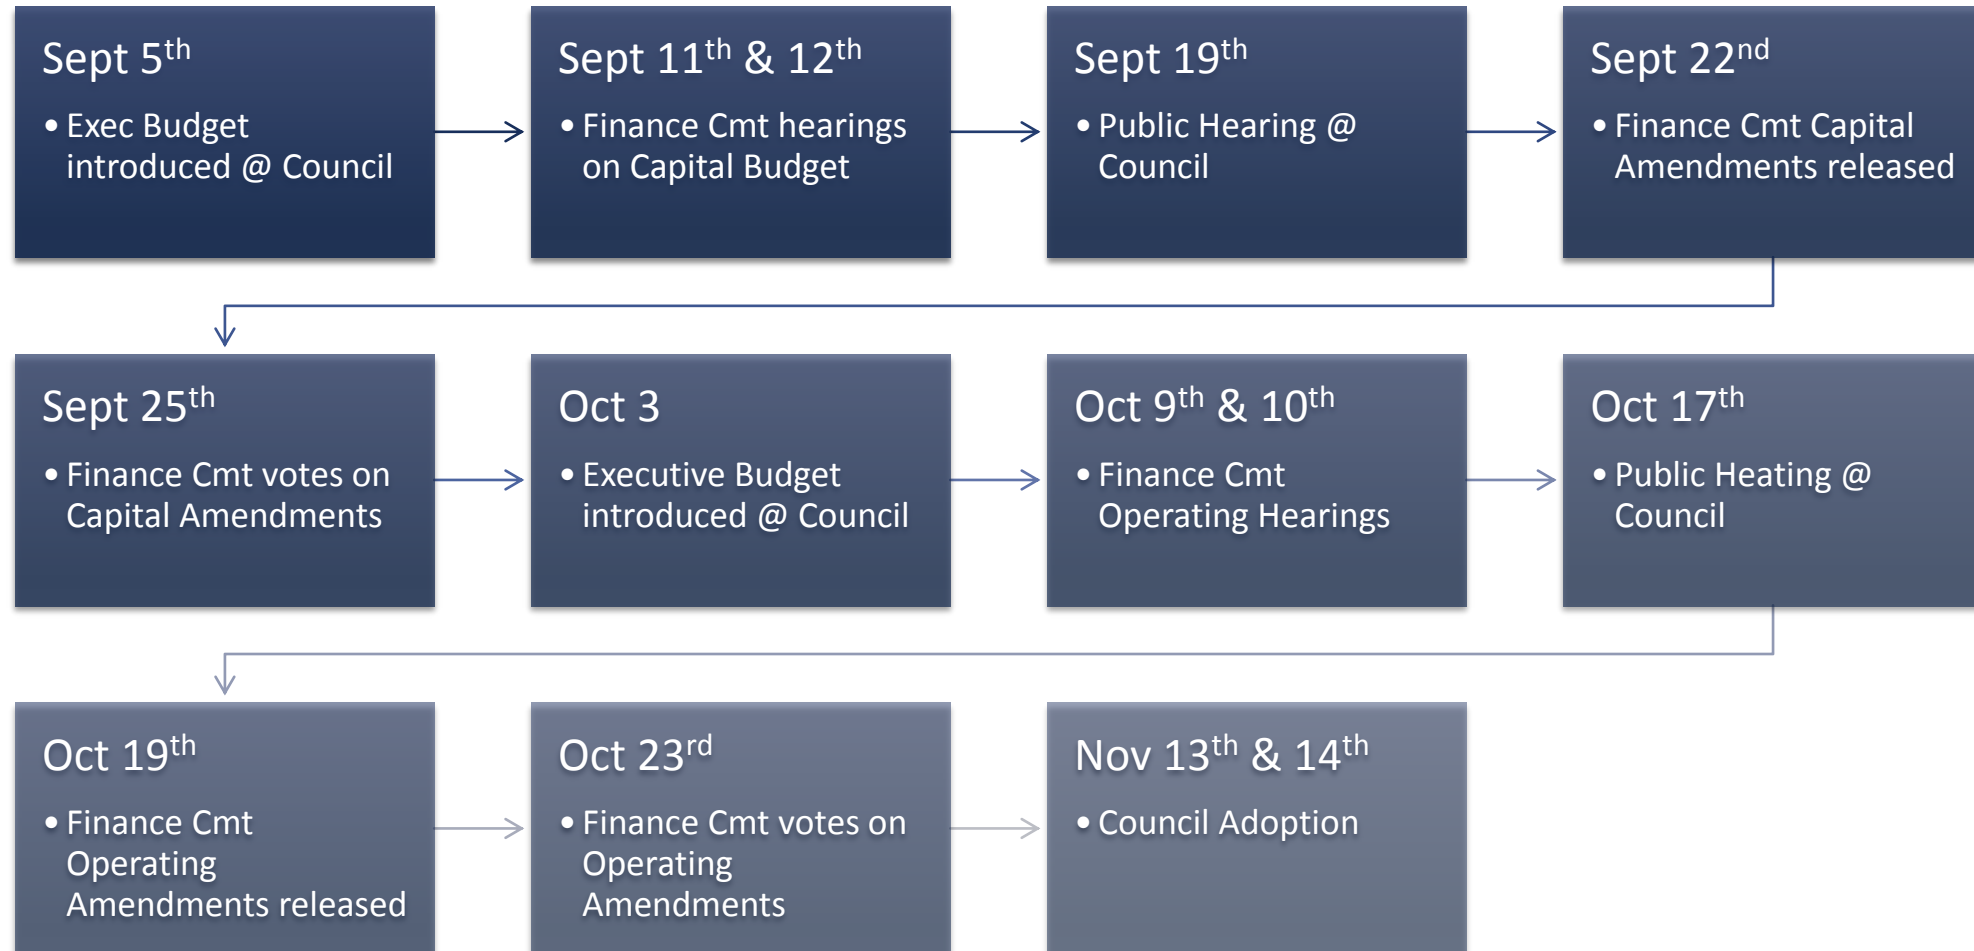 Sept 5th
• Exec Budget
introduced @ Council
Sept 11th & 12th
• Finance Cmt hearings
on Capital Budget
Sept 19th
• Public Hearing @
Council
Sept 22nd
• Finance Cmt Capital
Amendments released
Sept 25th
• Finance Cmt votes on
Capital Amendments
Oct 3
• Executive Budget
introduced @ Council
Oct 9th & 10th
• Finance Cmt
Operating Hearings
Oct 17th
• Public Heating @
Council
Oct 19th
• Finance Cmt
Operating
Amendments released
Oct 23rd
• Finance Cmt votes on
Operating
Amendments
Nov 13th & 14th
• Council Adoption